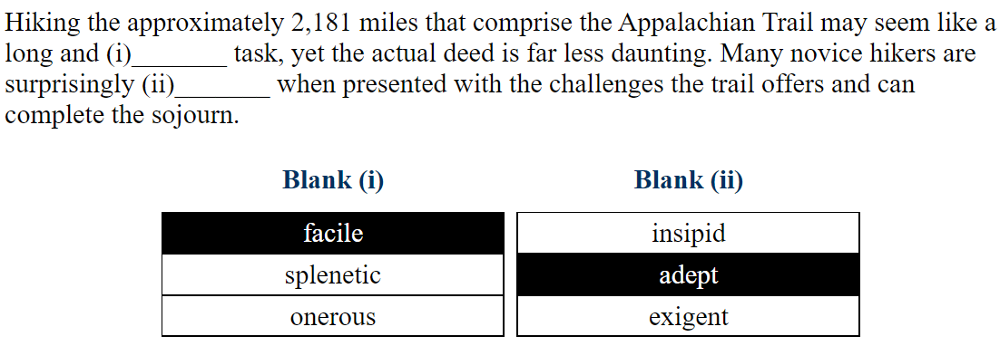 Hiking the approximately 2,181 miles that comprise the Appalachian Trail may seem like a
long and (i)_______ task, yet the actual deed is far less daunting. Many novice hikers are
surprisingly (ii)_______ when presented with the challenges the trail offers and can
complete the sojourn.
Blank (i)
facile
splenetic
onerous
Blank (ii)
insipid
adept
exigent